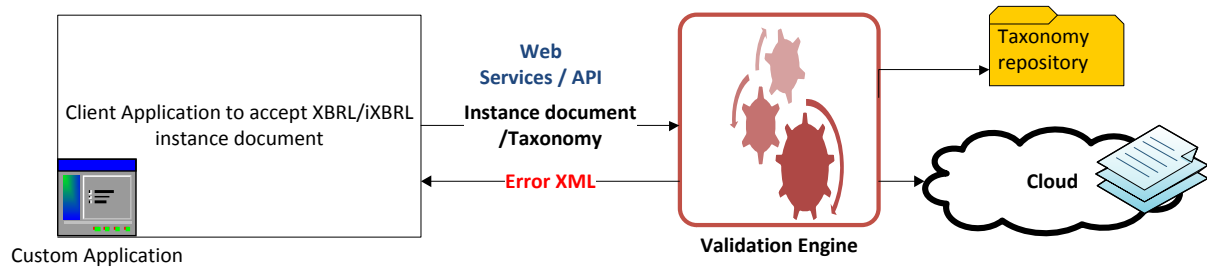 Client Application to accept XBRL/iXBRL
instance document
Custom Application
Web
Services / API
Instance document
/Taxonomy
Error XML
Validation Engine
Taxonomy
repository
Cloud